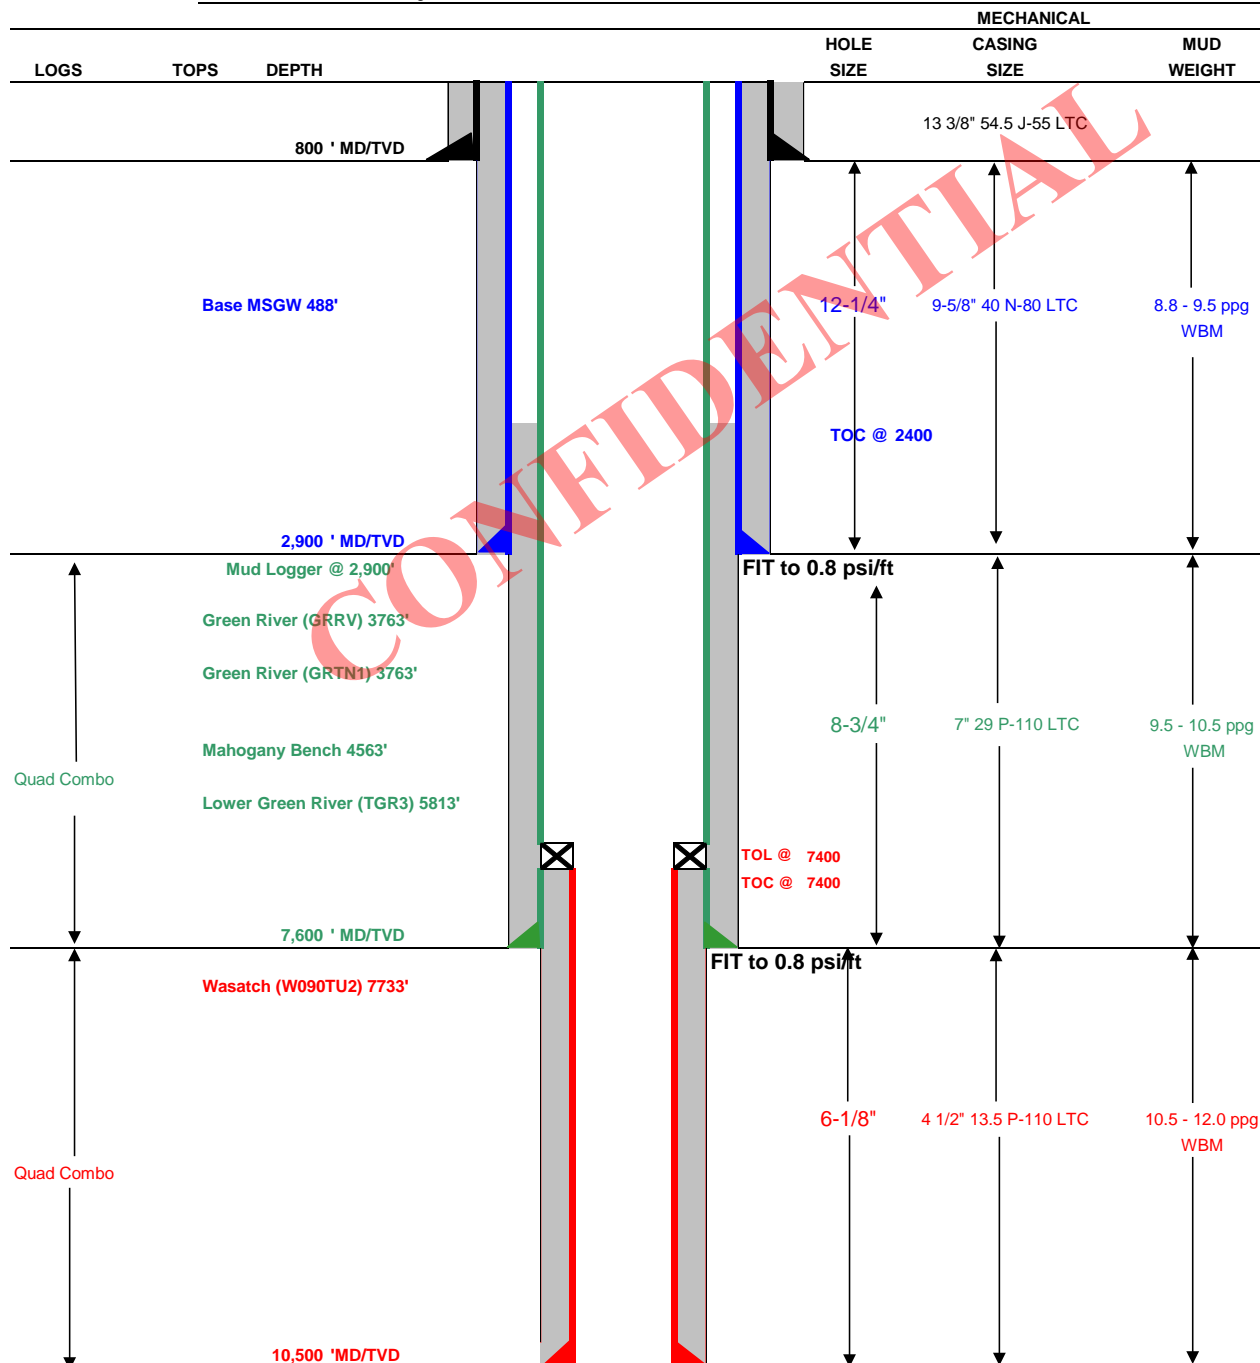 MECHANICAL
HOLE CASING MUD
LOGS TOPS DEPTH SIZE SIZE WEIGHT
13 3/8" 54.5 J-55 LTC
800 ' MD/TVD
Base MSGW 488' 12-1/4" 9-5/8" 40 N-80 LTC 8.8 - 9.5 ppg
WBM
TOC @ 2400
2,900 ' MD/TVD
Mud Logger @ 2,900' FIT to 0.8 psi/ft
Green River (GRRV) 3763'
Green River (GRTN1) 3763'
8-3/4" 7" 29 P-110 LTC 9.5 - 10.5 ppg
Mahogany Bench 4563' WBM
Quad Combo
Lower Green River (TGR3) 5813'
TOL @ 7400
TOC @ 7400
7,600 ' MD/TVD
FIT to 0.8 psi/ft
Wasatch (W090TU2) 7733'
6-1/8" 4 1/2" 13.5 P-110 LTC 10.5 - 12.0 ppg
WBM
Quad Combo
10,500 'MD/TVD
CONFIDENTIAL